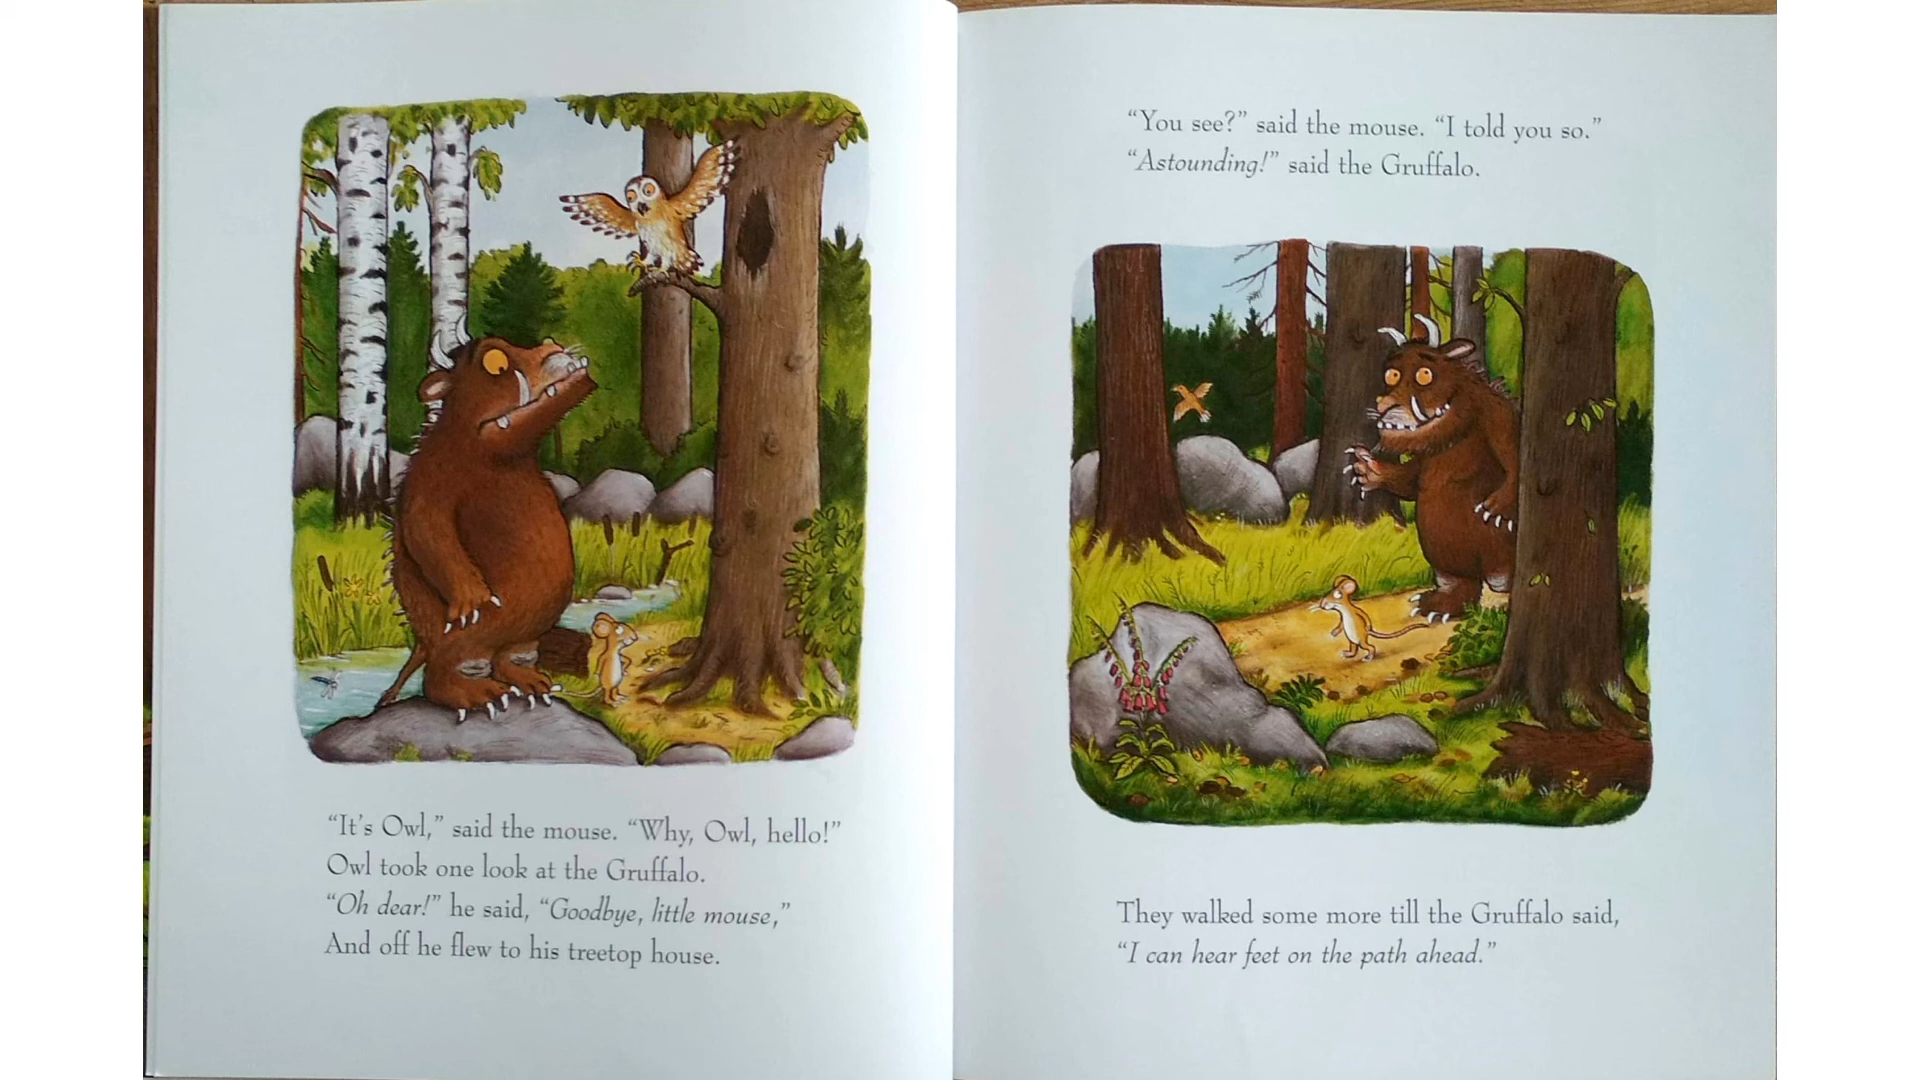 “It’s Owl,” said the mouse. “Why, Owl, hello!”
Owl took one look at the Gruffalo.
“Oh dear!” he said, “Goodbye, little mouse,”
And off he flew to his treetop house.
“You see?” said the mouse. “I told you so.”
“Astounding!” said the Gruffalo.
They walked some more till the Gruffalo said,
“I can hear feet on the path ahead.”